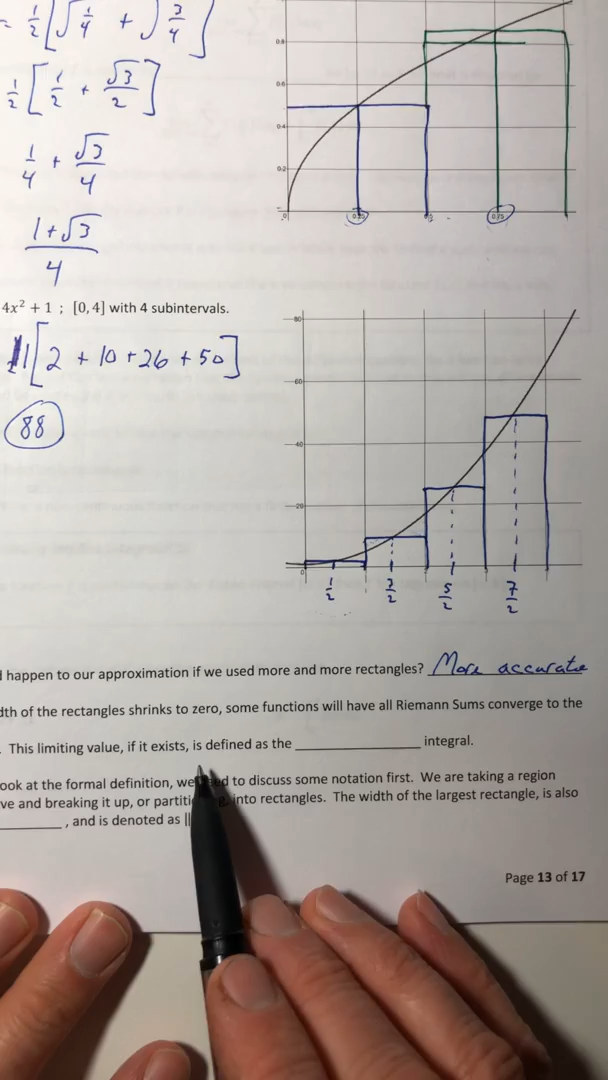 = 1/2 [√1/4 + √3/4]
1/2 [1/2 + √3/2]
1/4 + √3/4
1+√3
4
0.8
0.6
0.4
0.2
0
0.25
0.75
4x² + 1 ; [0, 4] with 4 subintervals.
1[2 + 10 + 26 + 50]
88
80
60
40
20
0
1/2 3/2 5/2 7/2
happen to our approximation if we used more and more rectangles? More accurate
dth of the rectangles shrinks to zero, some functions will have all Riemann Sums converge to the
. This limiting value, if it exists, is defined as the ____________ integral.
ook at the formal definition, we need to discuss some notation first. We are taking a region
ve and breaking it up, or into rectangles. The width of the largest rectangle, is also
________, and is denoted as ||
Page 13 of 17